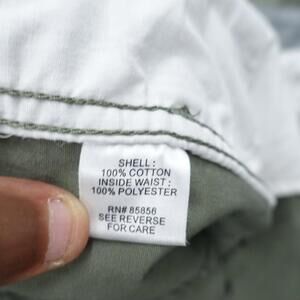 SHELL :
100% COTTON
INSIDE WAIST :
100% POLYESTER
RN# 85856
SEE REVERSE
FOR CARE